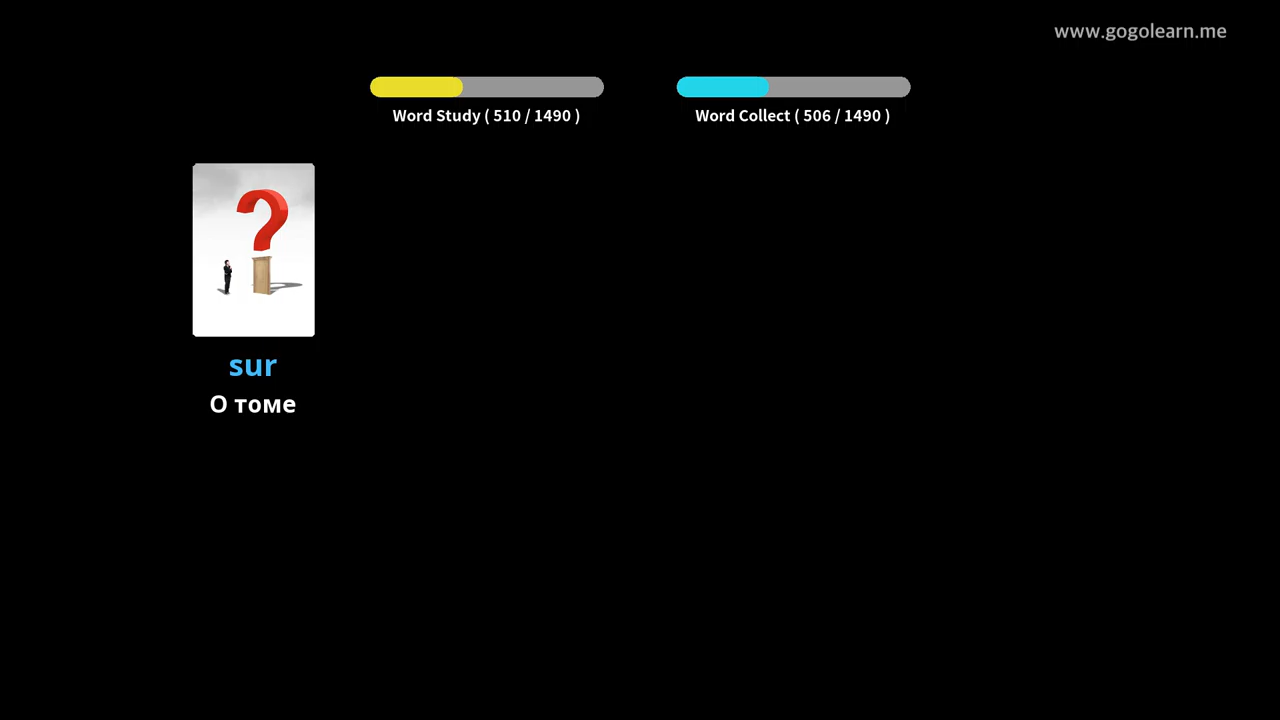 www.gogolearn.me
Word Study ( 510 / 1490 )
Word Collect ( 506 / 1490 )
sur
О томе